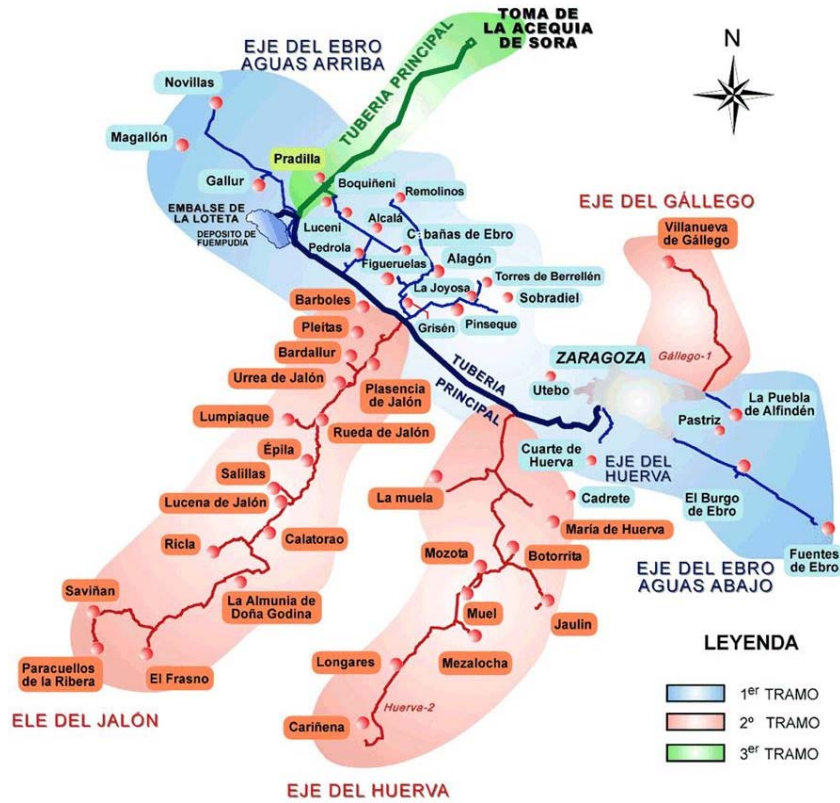 TOMA DE
LA ACEQUIA
DE SORA
EJE DEL EBRO
AGUAS ARRIBA
N
TUBERIA PRINCIPAL
Novillas
Magallón
Pradilla
Gallur
Boquiñeni
Remolinos
EJE DEL GÁLLEGO
EMBALSE DE
LA LOTETA
DEPOSITO DE
FUEMPUDIA
Luceni
Alcalá
Cabañas de Ebro
Villanueva
de Gállego
Pedrola
Figueruelas
Alagón
La Joyosa
Torres de Berrellén
Sobradiel
Barboles
Grisén
Pinseque
Pleitas
Bardallur
TUBERIA
PRINCIPAL
ZARAGOZA
Gállego-1
Urrea de Jalón
Plasencia
de Jalón
Utebo
La Puebla
de Alfindén
Lumpiaque
Rueda de Jalón
Pastriz
Épila
Cuarte de
Huerva
EJE DEL
HUERVA
Salillas
La muela
El Burgo
de Ebro
Lucena de Jalón
Cadrete
María de Huerva
Ricla
Calatorao
Mozota
Botorrita
EJE DEL EBRO
AGUAS ABAJO
Fuentes
de Ebro
Saviñan
La Almunia de
Doña Godina
Muel
Jaulin
Paracuellos
de la Ribera
El Frasno
Longares
Mezalocha
LEYENDA
ELE DEL JALÓN
Cariñena
Huerva-2
1er TRAMO
2º TRAMO
3er TRAMO
EJE DEL HUERVA